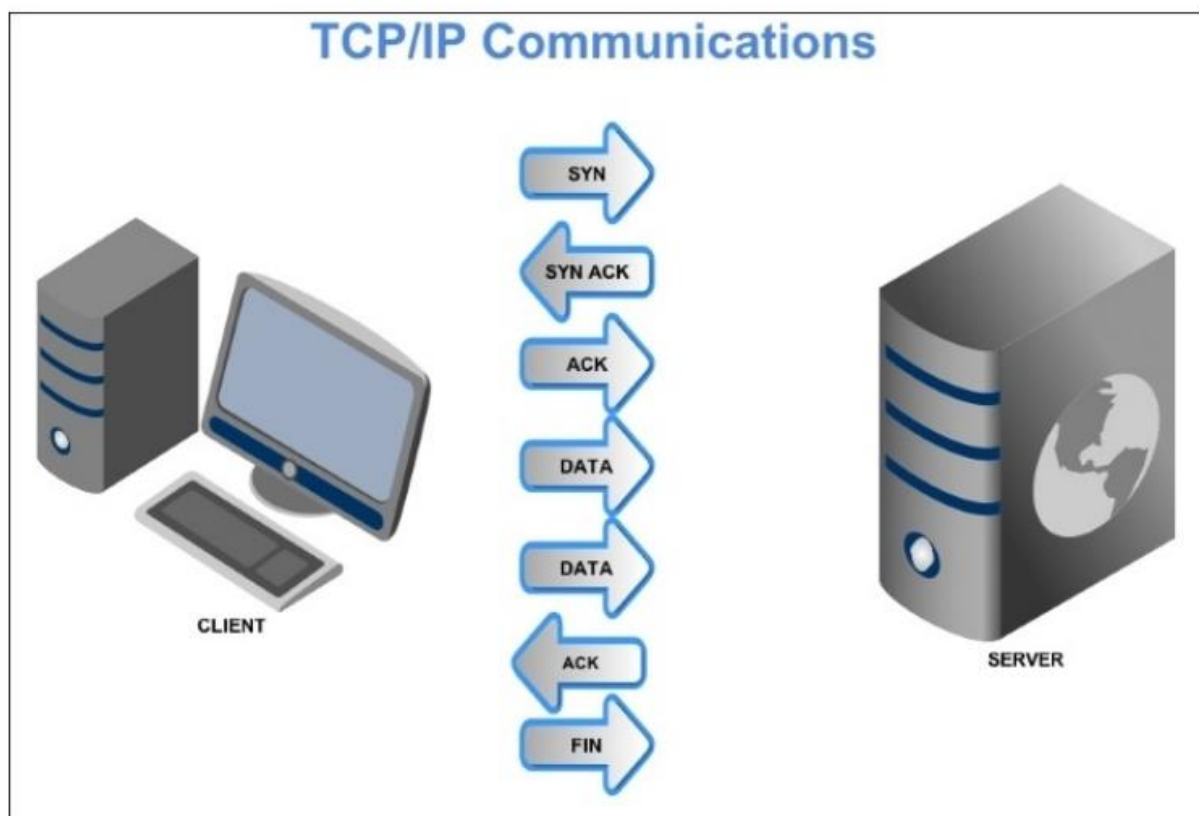 TCP/IP Communications
SYN
SYN ACK
ACK
DATA
DATA
CLIENT
ACK
SERVER
FIN